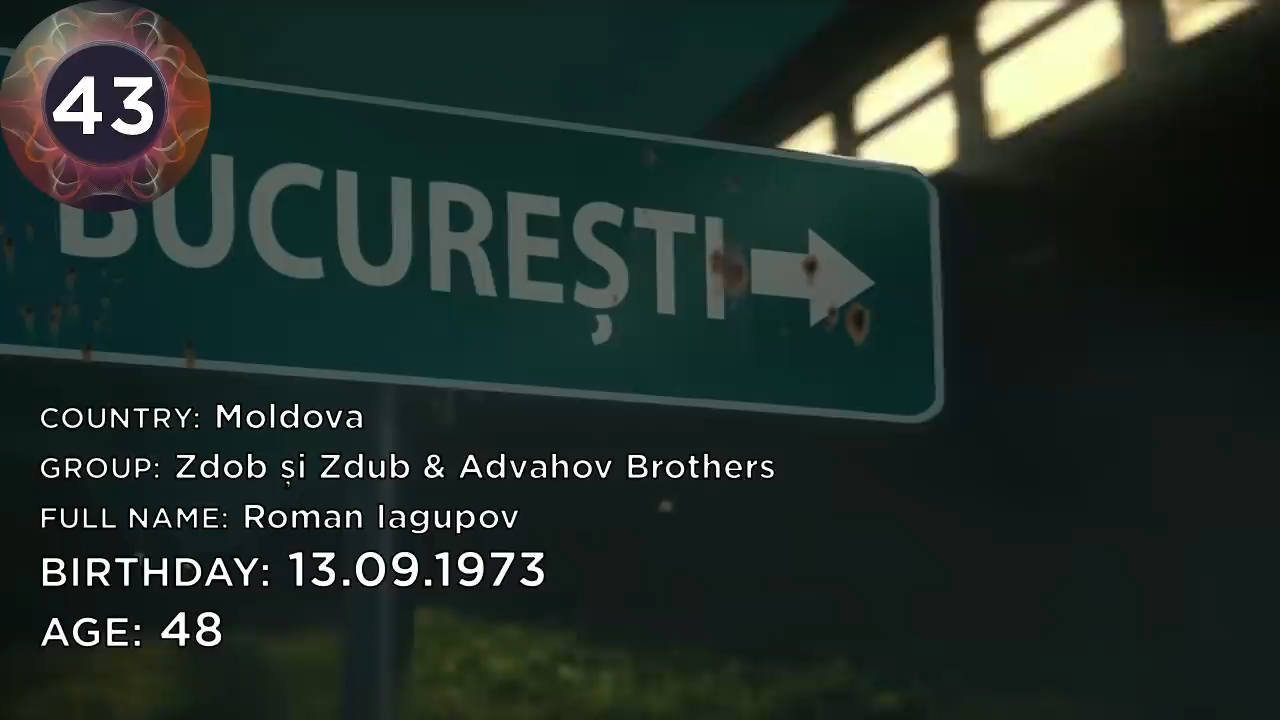 43
BUCUREȘTI
COUNTRY: Moldova
GROUP: Zdob și Zdub & Advahov Brothers
FULL NAME: Roman Iagupov
BIRTHDAY: 13.09.1973
AGE: 48